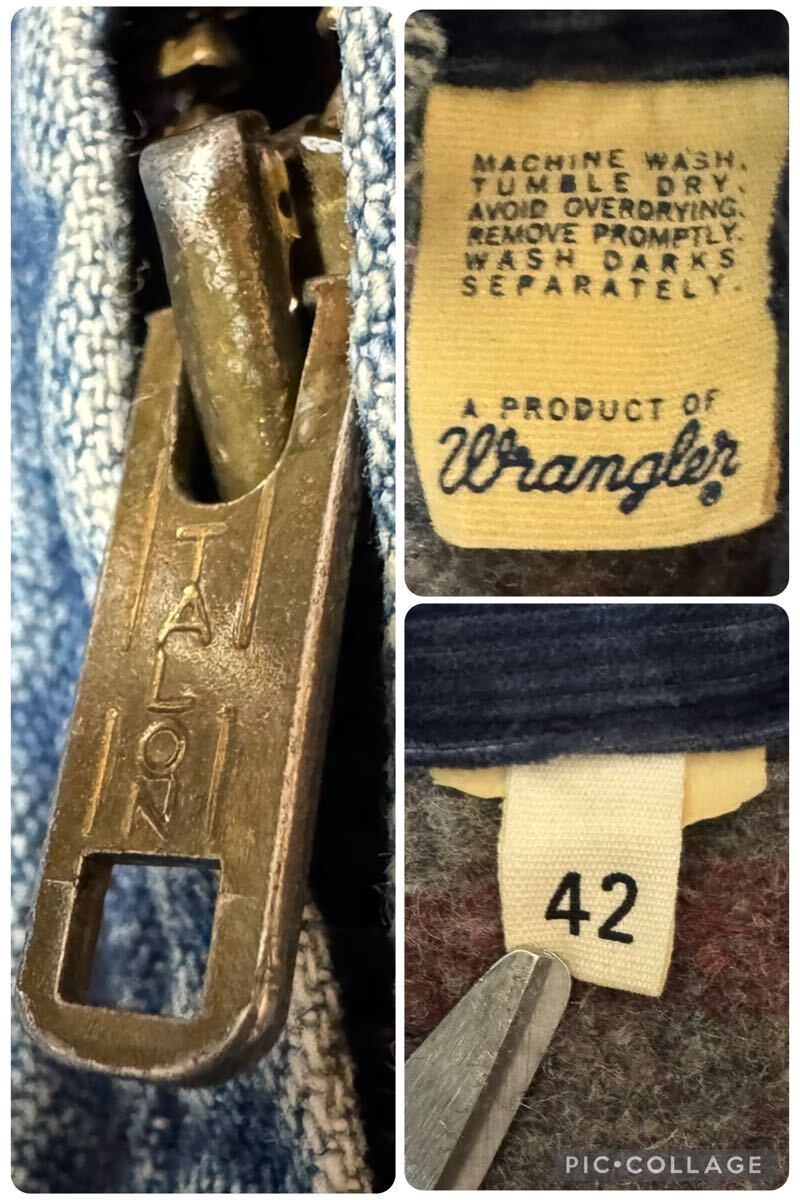 TALON
MACHINE WASH.
TUMBLE DRY.
AVOID OVERDRYING.
REMOVE PROMPTLY.
WASH DARKS
SEPARATELY.
A PRODUCT OF
Wrangler®
42
PIC•COLLAGE